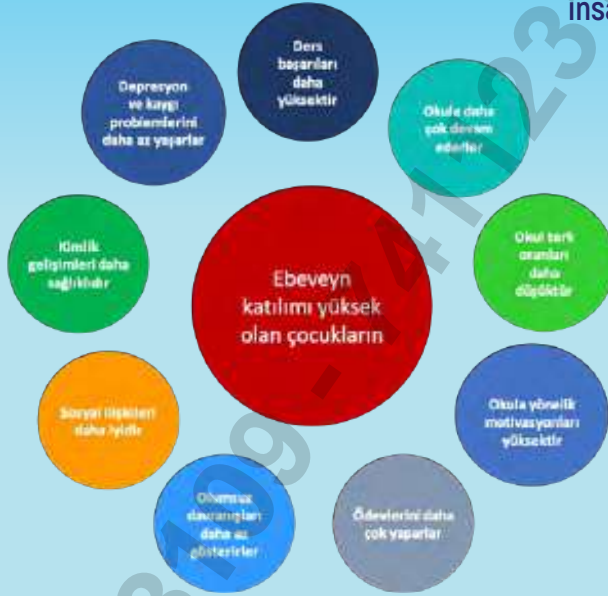 insa
Ders
başarıları
daha
yüksektir
Okula daha
çok devam
ederler
Okul terk
oranları
daha
düşüktür
Okula yönelik
motivasyonları
yüksektir
Ödevlerini daha
çok yaparlar
Olumsuz
davranışları
daha az
gösterirler
Sosyal ilişkileri
daha iyidir
Kimlik
gelişimleri daha
sağlıklıdır
Depresyon
ve kaygı
problemlerini
daha az yaşarlar
Ebeveyn
katılımı yüksek
olan çocukların